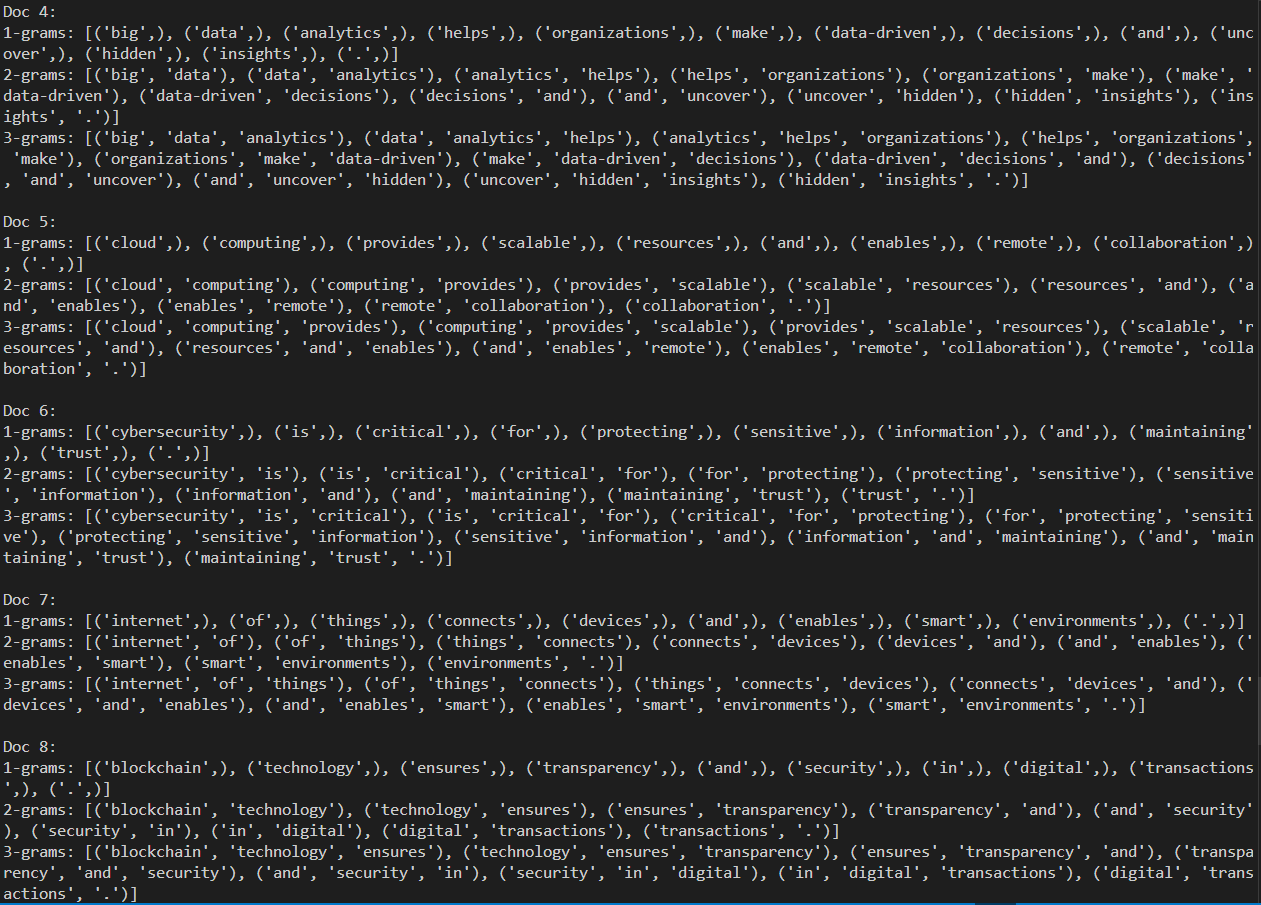 Doc 4:
1-grams: [('big',), ('data',), ('analytics',), ('helps',), ('organizations',), ('make',), ('data-driven',), ('decisions',), ('and',), ('unc
over',), ('hidden',), ('insights',), ('.',)]
2-grams: [('big', 'data'), ('data', 'analytics'), ('analytics', 'helps'), ('helps', 'organizations'), ('organizations', 'make'), ('make', '
data-driven'), ('data-driven', 'decisions'), ('decisions', 'and'), ('and', 'uncover'), ('uncover', 'hidden'), ('hidden', 'insights'), ('ins
ights', '.')]
3-grams: [('big', 'data', 'analytics'), ('data', 'analytics', 'helps'), ('analytics', 'helps', 'organizations'), ('helps', 'organizations',
 'make'), ('organizations', 'make', 'data-driven'), ('make', 'data-driven', 'decisions'), ('data-driven', 'decisions', 'and'), ('decisions'
, 'and', 'uncover'), ('and', 'uncover', 'hidden'), ('uncover', 'hidden', 'insights'), ('hidden', 'insights', '.')]

Doc 5:
1-grams: [('cloud',), ('computing',), ('provides',), ('scalable',), ('resources',), ('and',), ('enables',), ('remote',), ('collaboration',)
, ('.',)]
2-grams: [('cloud', 'computing'), ('computing', 'provides'), ('provides', 'scalable'), ('scalable', 'resources'), ('resources', 'and'), ('a
nd', 'enables'), ('enables', 'remote'), ('remote', 'collaboration'), ('collaboration', '.')]
3-grams: [('cloud', 'computing', 'provides'), ('computing', 'provides', 'scalable'), ('provides', 'scalable', 'resources'), ('scalable', 'r
esources', 'and'), ('resources', 'and', 'enables'), ('and', 'enables', 'remote'), ('enables', 'remote', 'collaboration'), ('remote', 'colla
boration', '.')]

Doc 6:
1-grams: [('cybersecurity',), ('is',), ('critical',), ('for',), ('protecting',), ('sensitive',), ('information',), ('and',), ('maintaining'
,), ('trust',), ('.',)]
2-grams: [('cybersecurity', 'is'), ('is', 'critical'), ('critical', 'for'), ('for', 'protecting'), ('protecting', 'sensitive'), ('sensitive
', 'information'), ('information', 'and'), ('and', 'maintaining'), ('maintaining', 'trust'), ('trust', '.')]
3-grams: [('cybersecurity', 'is', 'critical'), ('is', 'critical', 'for'), ('critical', 'for', 'protecting'), ('for', 'protecting', 'sensiti
ve'), ('protecting', 'sensitive', 'information'), ('sensitive', 'information', 'and'), ('information', 'and', 'maintaining'), ('and', 'main
taining', 'trust'), ('maintaining', 'trust', '.')]

Doc 7:
1-grams: [('internet',), ('of',), ('things',), ('connects',), ('devices',), ('and',), ('enables',), ('smart',), ('environments',), ('.',)]
2-grams: [('internet', 'of'), ('of', 'things'), ('things', 'connects'), ('connects', 'devices'), ('devices', 'and'), ('and', 'enables'), ('
enables', 'smart'), ('smart', 'environments'), ('environments', '.')]
3-grams: [('internet', 'of', 'things'), ('of', 'things', 'connects'), ('things', 'connects', 'devices'), ('connects', 'devices', 'and'), ('
devices', 'and', 'enables'), ('and', 'enables', 'smart'), ('enables', 'smart', 'environments'), ('smart', 'environments', '.')]

Doc 8:
1-grams: [('blockchain',), ('technology',), ('ensures',), ('transparency',), ('and',), ('security',), ('in',), ('digital',), ('transactions
',), ('.',)]
2-grams: [('blockchain', 'technology'), ('technology', 'ensures'), ('ensures', 'transparency'), ('transparency', 'and'), ('and', 'security'
), ('security', 'in'), ('in', 'digital'), ('digital', 'transactions'), ('transactions', '.')]
3-grams: [('blockchain', 'technology', 'ensures'), ('technology', 'ensures', 'transparency'), ('ensures', 'transparency', 'and'), ('transpa
rency', 'and', 'security'), ('and', 'security', 'in'), ('security', 'in', 'digital'), ('in', 'digital', 'transactions'), ('digital', 'trans
actions', '.')]